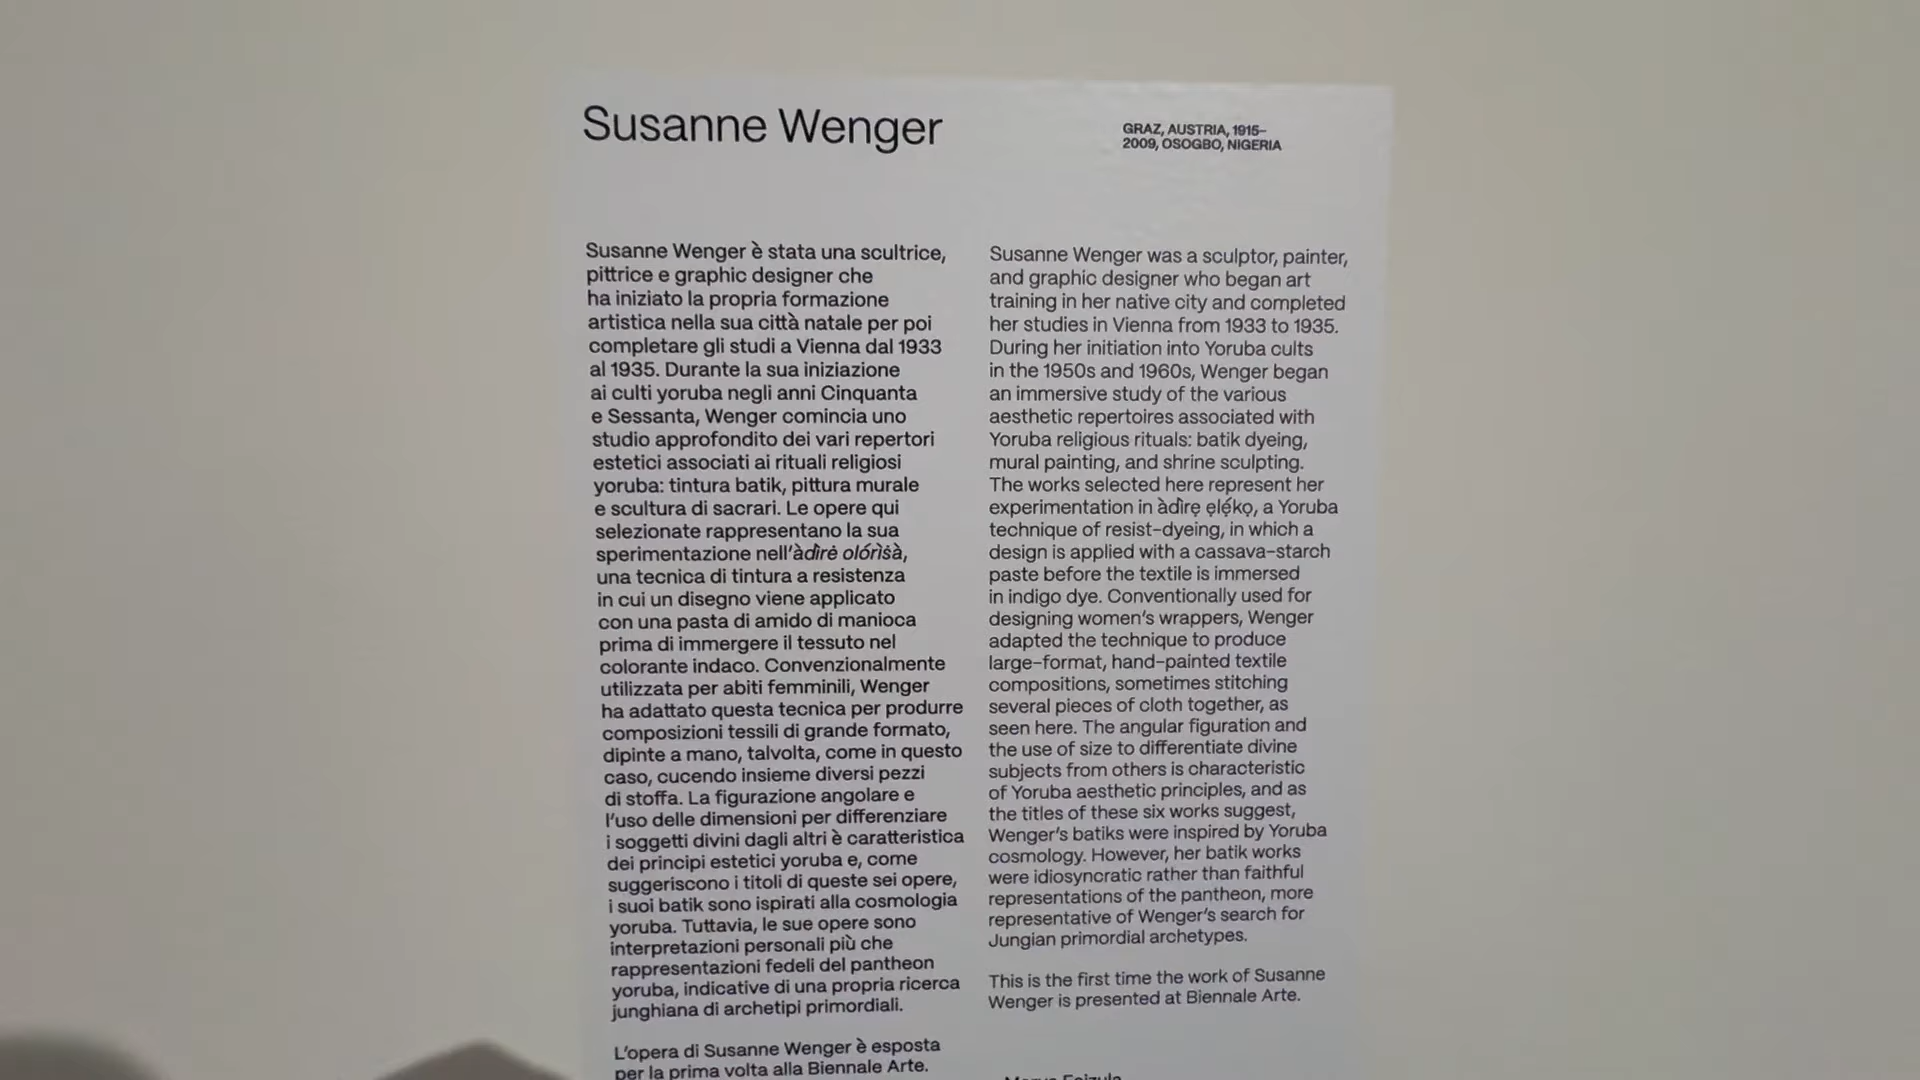 Susanne Wenger
GRAZ, AUSTRIA, 1915–
2009, OSOGBO, NIGERIA
Susanne Wenger è stata una scultrice,
pittrice e graphic designer che
ha iniziato la propria formazione
artistica nella sua città natale per poi
completare gli studi a Vienna dal 1933
al 1935. Durante la sua iniziazione
ai culti yoruba negli anni Cinquanta
e Sessanta, Wenger comincia uno
studio approfondito dei vari repertori
estetici associati ai rituali religiosi
yoruba: tintura batik, pittura murale
e scultura di sacrari. Le opere qui
selezionate rappresentano la sua
sperimentazione nell'àdìrè olórìṡà,
una tecnica di tintura a resistenza
in cui un disegno viene applicato
con una pasta di amido di manioca
prima di immergere il tessuto nel
colorante indaco. Convenzionalmente
utilizzata per abiti femminili, Wenger
ha adattato questa tecnica per produrre
composizioni tessili di grande formato,
dipinte a mano, talvolta, come in questo
caso, cucendo insieme diversi pezzi
di stoffa. La figurazione angolare e
l'uso delle dimensioni per differenziare
i soggetti divini dagli altri è caratteristica
dei principi estetici yoruba e, come
suggeriscono i titoli di queste sei opere,
i suoi batik sono ispirati alla cosmologia
yoruba. Tuttavia, le sue opere sono
interpretazioni personali più che
rappresentazioni fedeli del pantheon
yoruba, indicative di una propria ricerca
junghiana di archetipi primordiali.
L'opera di Susanne Wenger è esposta
per la prima volta alla Biennale Arte.
Susanne Wenger was a sculptor, painter,
and graphic designer who began art
training in her native city and completed
her studies in Vienna from 1933 to 1935.
During her initiation into Yoruba cults
in the 1950s and 1960s, Wenger began
an immersive study of the various
aesthetic repertoires associated with
Yoruba religious rituals: batik dyeing,
mural painting, and shrine sculpting.
The works selected here represent her
experimentation in àdìrẹ ẹlẹ́kọ, a Yoruba
technique of resist–dyeing, in which a
design is applied with a cassava–starch
paste before the textile is immersed
in indigo dye. Conventionally used for
designing women's wrappers, Wenger
adapted the technique to produce
large–format, hand–painted textile
compositions, sometimes stitching
several pieces of cloth together, as
seen here. The angular figuration and
the use of size to differentiate divine
subjects from others is characteristic
of Yoruba aesthetic principles, and as
the titles of these six works suggest,
Wenger's batiks were inspired by Yoruba
cosmology. However, her batik works
were idiosyncratic rather than faithful
representations of the pantheon, more
representative of Wenger's search for
Jungian primordial archetypes.
This is the first time the work of Susanne
Wenger is presented at Biennale Arte.